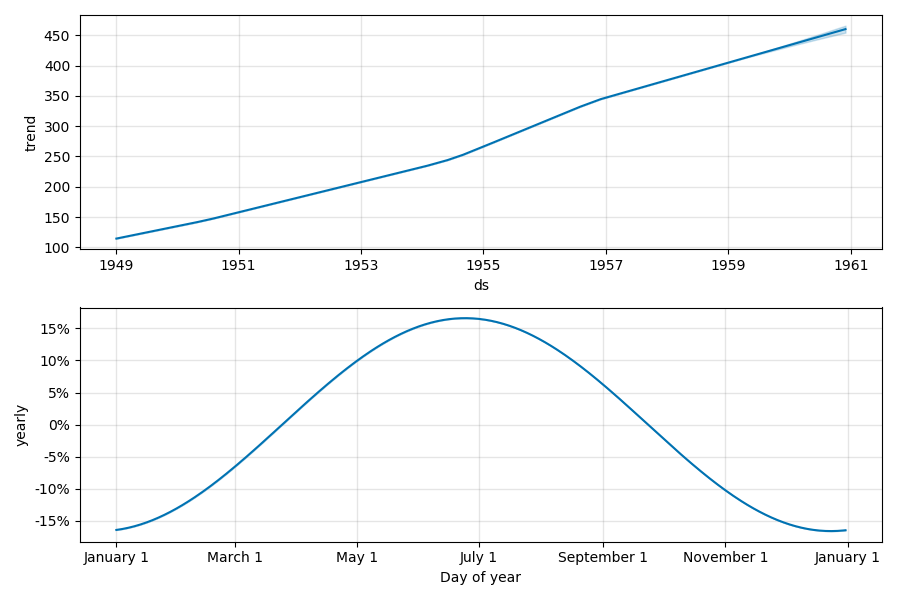 450
400
350
300
250
200
150
100
trend
1949 1951 1953 1955 1957 1959 1961
ds
15%
10%
5%
0%
-5%
-10%
-15%
yearly
January 1 March 1 May 1 July 1 September 1 November 1 January 1
Day of year